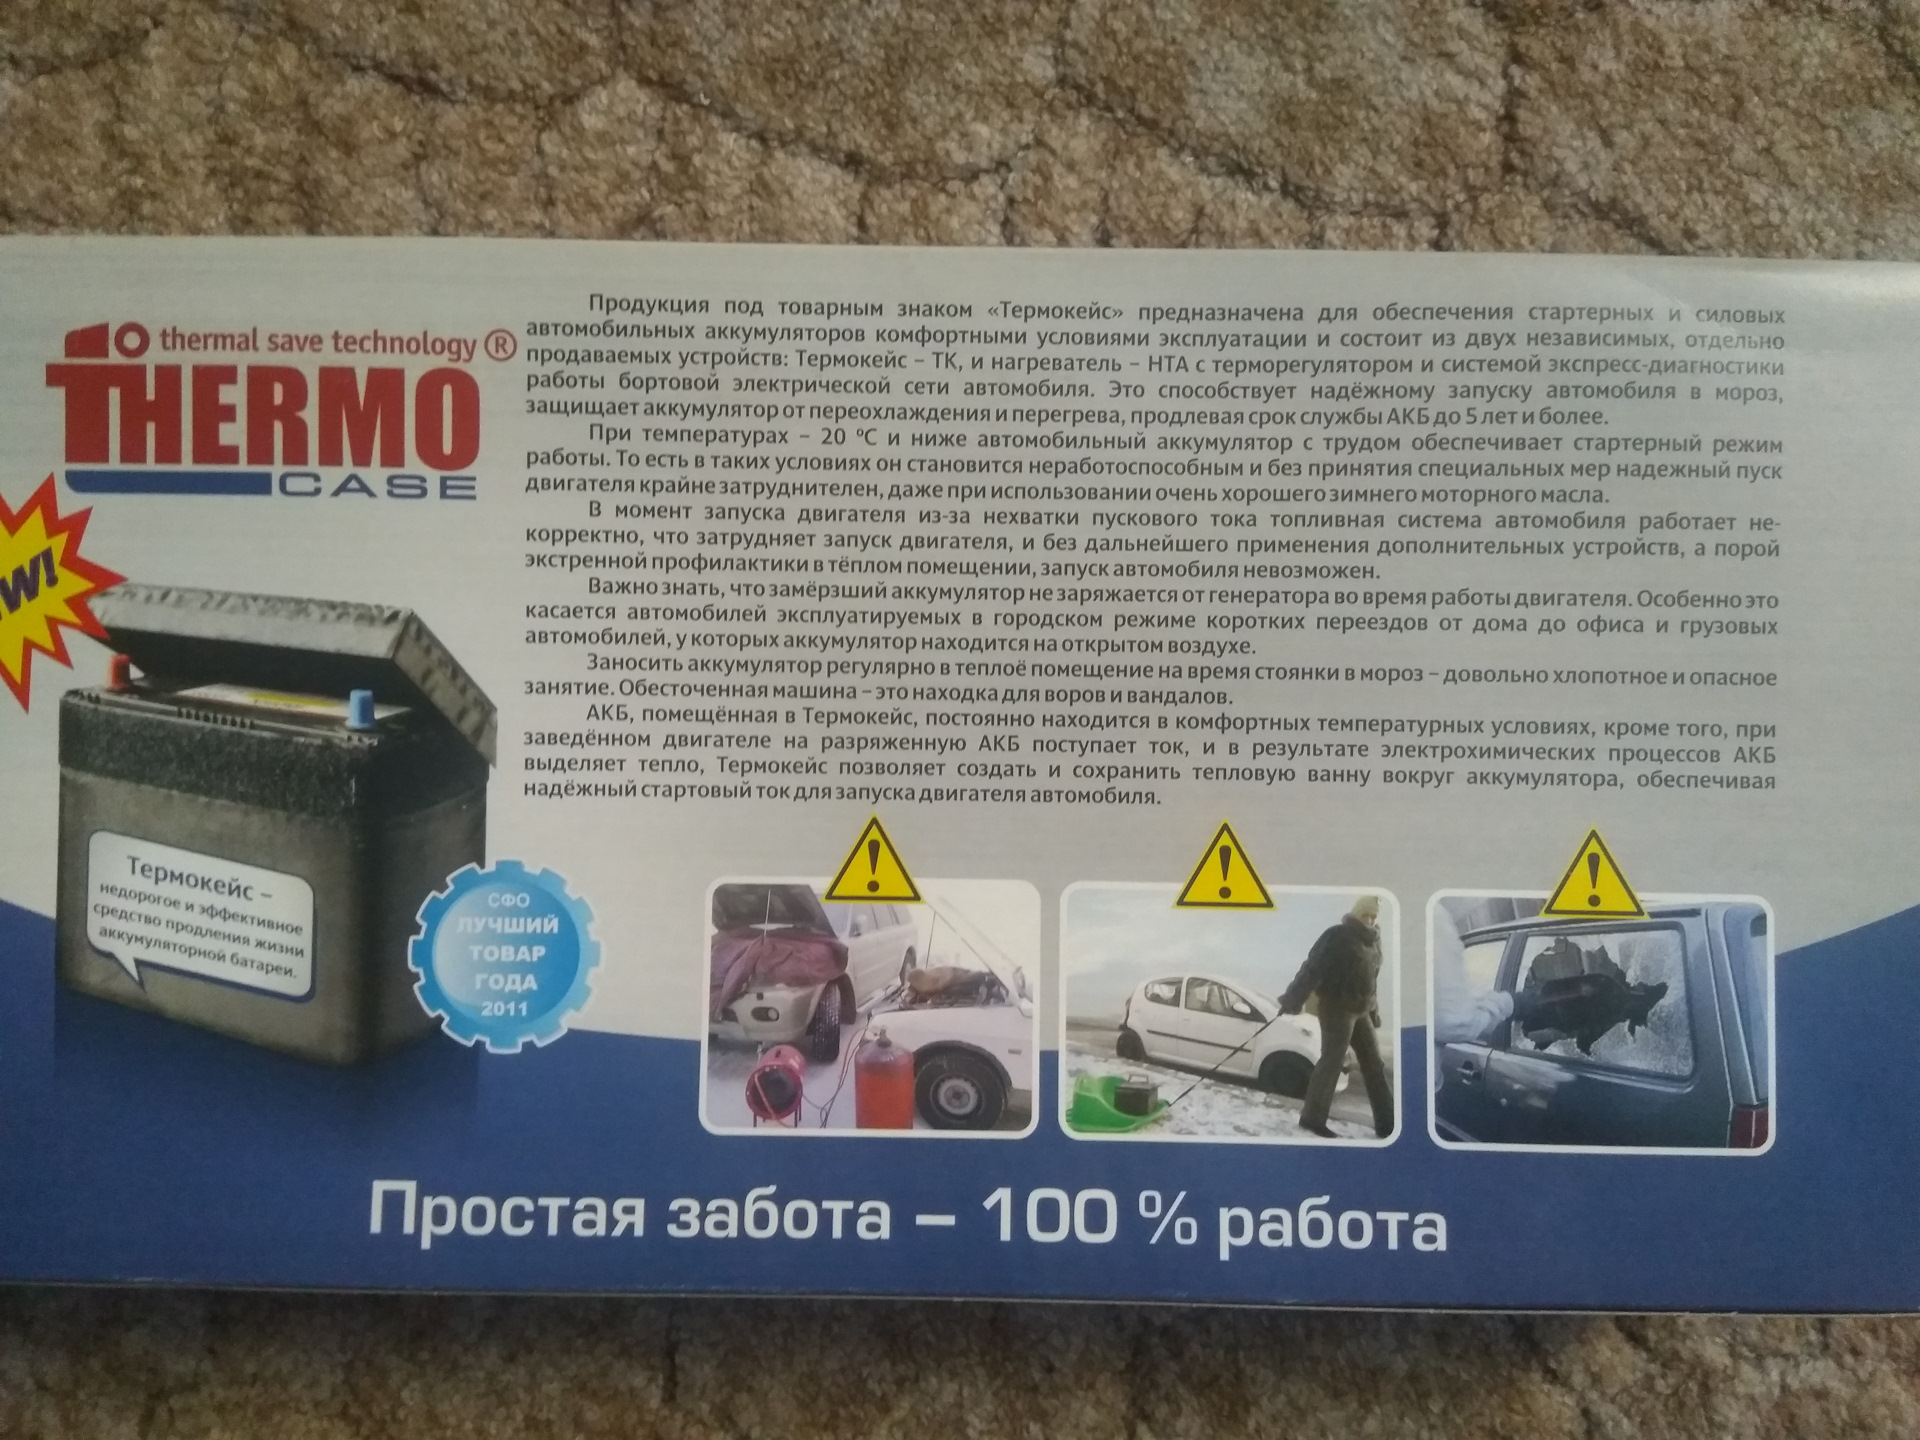 thermal save technology ®
THERMO
CASE
W!
Продукция под товарным знаком «Термокейс» предназначена для обеспечения стартерных и силовых
автомобильных аккумуляторов комфортными условиями эксплуатации и состоит из двух независимых, отдельно
продаваемых устройств: Термокейс – ТК, и нагреватель – НТА с терморегулятором и системой экспресс-диагностики
работы бортовой электрической сети автомобиля. Это способствует надёжному запуску автомобиля в мороз,
защищает аккумулятор от переохлаждения и перегрева, продлевая срок службы АКБ до 5 лет и более.
При температурах – 20 ºС и ниже автомобильный аккумулятор с трудом обеспечивает стартерный режим
работы. То есть в таких условиях он становится неработоспособным и без принятия специальных мер надежный пуск
двигателя крайне затруднителен, даже при использовании очень хорошего зимнего моторного масла.
В момент запуска двигателя из-за нехватки пускового тока топливная система автомобиля работает не-
корректно, что затрудняет запуск двигателя, и без дальнейшего применения дополнительных устройств, а порой
экстренной профилактики в тёплом помещении, запуск автомобиля невозможен.
Важно знать, что замёрзший аккумулятор не заряжается от генератора во время работы двигателя. Особенно это
касается автомобилей эксплуатируемых в городском режиме коротких переездов от дома до офиса и грузовых
автомобилей, у которых аккумулятор находится на открытом воздухе.
Заносить аккумулятор регулярно в теплоё помещение на время стоянки в мороз – довольно хлопотное и опасное
занятие. Обесточенная машина – это находка для воров и вандалов.
АКБ, помещённая в Термокейс, постоянно находится в комфортных температурных условиях, кроме того, при
заведённом двигателе на разряженную АКБ поступает ток, и в результате электрохимических процессов АКБ
выделяет тепло, Термокейс позволяет создать и сохранить тепловую ванну вокруг аккумулятора, обеспечивая
надёжный стартовый ток для запуска двигателя автомобиля.
Термокейс –
недорогое и эффективное
средство продления жизни
аккумуляторной батареи.
СФО
ЛУЧШИЙ
ТОВАР
ГОДА
2011
Простая забота – 100 % работа